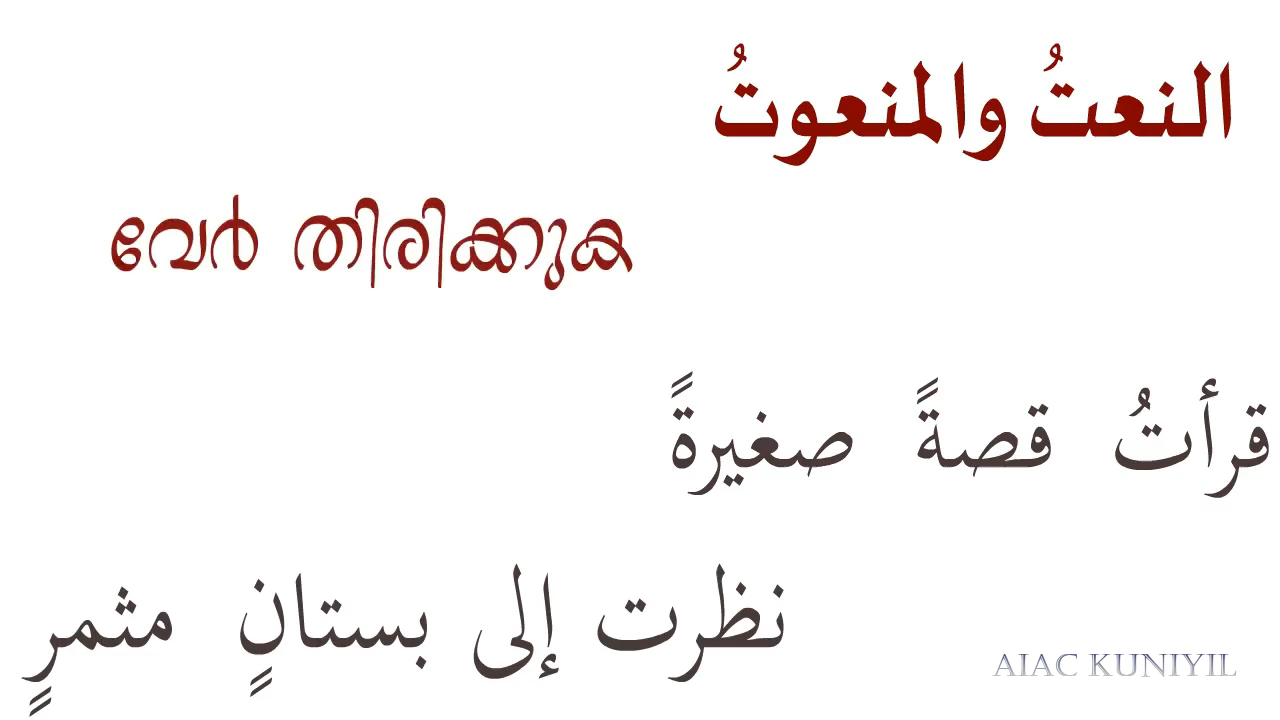 النعتُ والمنعوتُ
വേർ തിരിക്കുക
قرأتُ قصةً صغيرةً
نظرت إلى بستانٍ مثمرٍ
AIAC KUNIYIL